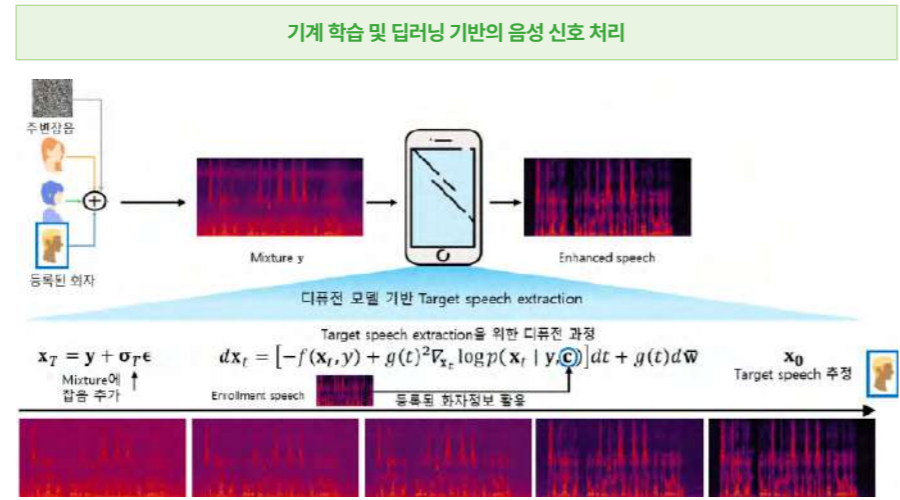 기계 학습 및 딥러닝 기반의 음성 신호 처리
주변잡음
등록된 화자
Mixture y
Enhanced speech
디퓨전 모델 기반 Target speech extraction
Target speech extraction을 위한 디퓨전 과정
𝐱_T = 𝐲 + 𝛔_T𝛜
d𝐱_t = [−f(𝐱_t, y) + g(t)²∇_{𝐱_t} log p(𝐱_t | 𝐲, 𝐜)]dt + g(t)d𝐰̅
𝐱₀
Mixture에
잡음 추가
Enrollment speech
등록된 화자정보 활용
Target speech 추정